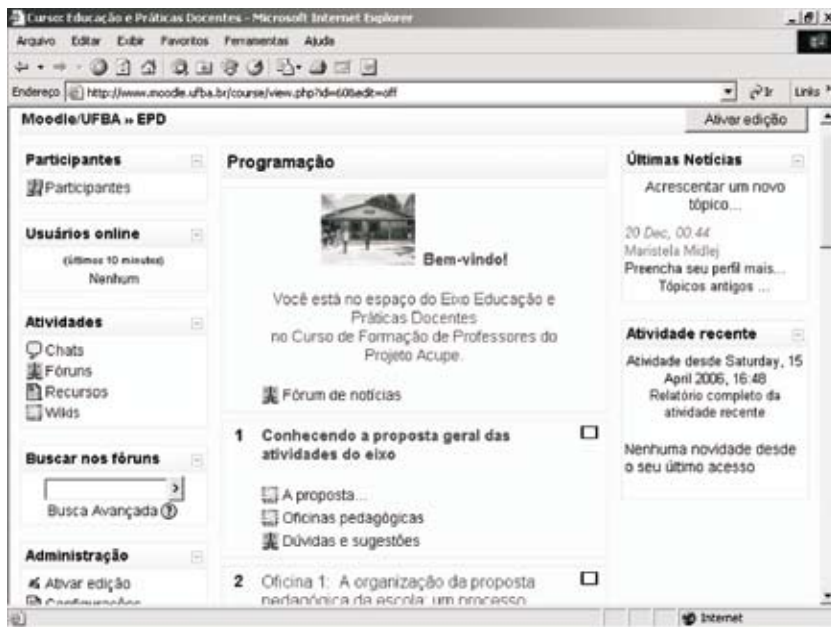 Curso: Educação e Práticas Docentes - Microsoft Internet Explorer
Arquivo Editar Exibir Favoritos Ferramentas Ajuda
Endereço http://www.moodle.ufba.br/course/view.php?id=60&edit=off Ir Links
Moodle/UFBA » EPD Ativar edição
Participantes
Participantes
Usuários online
(últimos 10 minutos)
Nenhum
Atividades
Chats
Fóruns
Recursos
Wikis
Buscar nos fóruns
>
Busca Avançada ?
Administração
Ativar edição
Configurações
Programação
Bem-vindo!
Você está no espaço do Eixo Educação e
Práticas Docentes
no Curso de Formação de Professores do
Projeto Acupe.
Fórum de notícias
1 Conhecendo a proposta geral das
atividades do eixo
A proposta...
Oficinas pedagógicas
Dúvidas e sugestões
2 Oficina 1: A organização da proposta
pedagógica da escola: um processo
Últimas Notícias
Acrescentar um novo
tópico...
20 Dec, 00:44
Maristela Midlej
Preencha seu perfil mais...
Tópicos antigos ...
Atividade recente
Atividade desde Saturday, 15
April 2006, 16:48
Relatório completo da
atividade recente
Nenhuma novidade desde
o seu último acesso
Internet